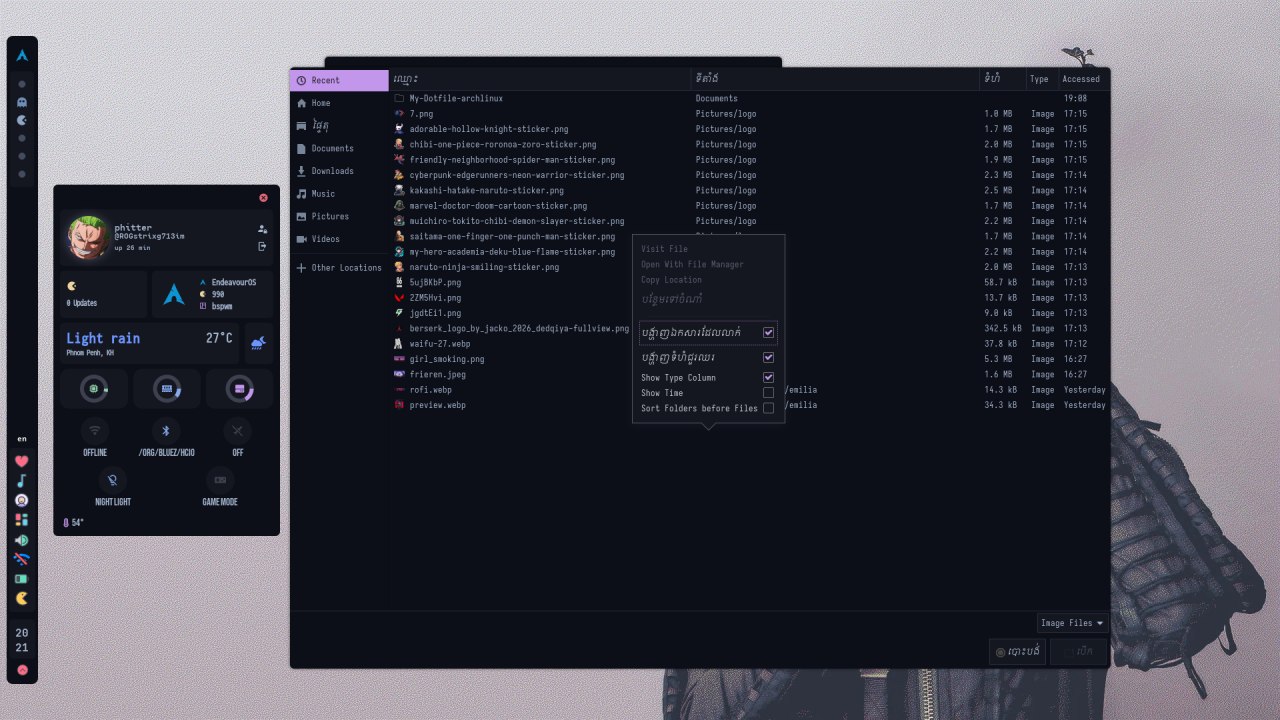 en
20
21
phitter
@ROGstrixg713im
up 26 min
0 Updates
EndeavourOS
990
bspwm
Light rain
27°C
Phnom Penh, KH
OFFLINE
/ORG/BLUEZ/HCI0
OFF
NIGHT LIGHT
GAME MODE
54°
Recent
Home
ផ្ទៃតុ
Documents
Downloads
Music
Pictures
Videos
Other Locations
ឈ្មោះ ទីតាំង ទំហំ Type Accessed
My-Dotfile-archlinux Documents 19:08
7.png Pictures/logo 1.0 MB Image 17:15
adorable-hollow-knight-sticker.png Pictures/logo 1.7 MB Image 17:15
chibi-one-piece-roronoa-zoro-sticker.png Pictures/logo 2.0 MB Image 17:15
friendly-neighborhood-spider-man-sticker.png Pictures/logo 1.9 MB Image 17:15
cyberpunk-edgerunners-neon-warrior-sticker.png Pictures/logo 2.3 MB Image 17:14
kakashi-hatake-naruto-sticker.png Pictures/logo 2.5 MB Image 17:14
marvel-doctor-doom-cartoon-sticker.png Pictures/logo 1.7 MB Image 17:14
muichiro-tokito-chibi-demon-slayer-sticker.png Pictures/logo 2.2 MB Image 17:14
saitama-one-finger-one-punch-man-sticker.png 1.7 MB Image 17:14
my-hero-academia-deku-blue-flame-sticker.png 2.2 MB Image 17:14
naruto-ninja-smiling-sticker.png 2.0 MB Image 17:13
5ujBKbP.png 58.7 kB Image 17:13
2ZM5Hvi.png 13.7 kB Image 17:13
jgdtEi1.png 9.0 kB Image 17:13
berserk_logo_by_jacko_2026_dedqiya-fullview.png 342.5 kB Image 17:13
waifu-27.webp 37.8 kB Image 17:12
girl_smoking.png 5.3 MB Image 16:27
frieren.jpeg 1.6 MB Image 16:27
rofi.webp /emilia 14.3 kB Image Yesterday
preview.webp /emilia 34.3 kB Image Yesterday
Visit File
Open With File Manager
Copy Location
បន្ថែមទៅចំណាំ
បង្ហាញឯកសារដែលលាក់
បង្ហាញទំហំជួរឈរ
Show Type Column
Show Time
Sort Folders before Files
Image Files
បោះបង់
បើក